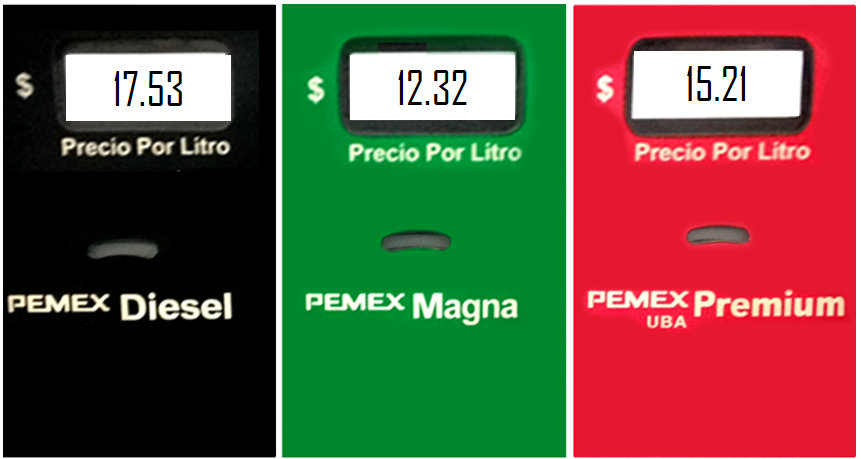 $ 17.53
Precio Por Litro
PEMEX Diesel
$ 12.32
Precio Por Litro
PEMEX Magna
$ 15.21
Precio Por Litro
PEMEX Premium
UBA